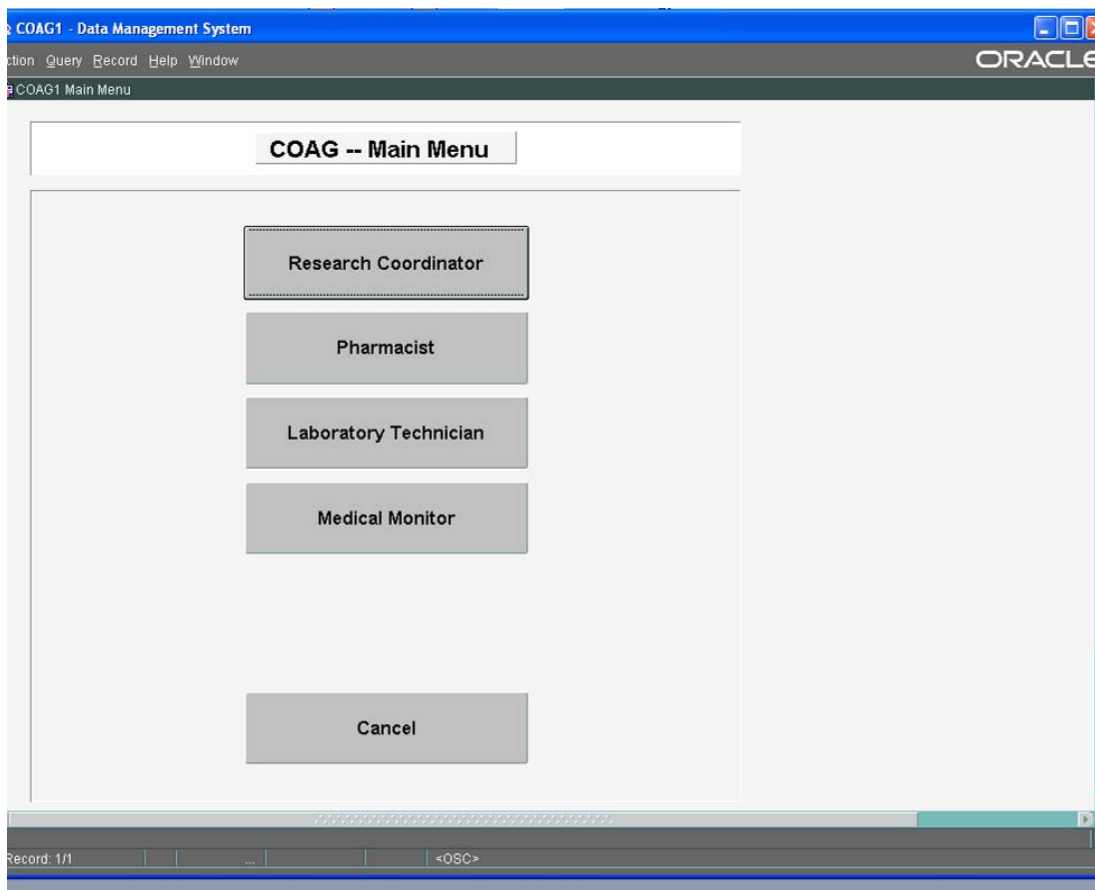 COAG1 - Data Management System
ction Query Record Help Window
ORACLE
COAG1 Main Menu
COAG -- Main Menu
Research Coordinator
Pharmacist
Laboratory Technician
Medical Monitor
Cancel
Record: 1/1 ... <OSC>